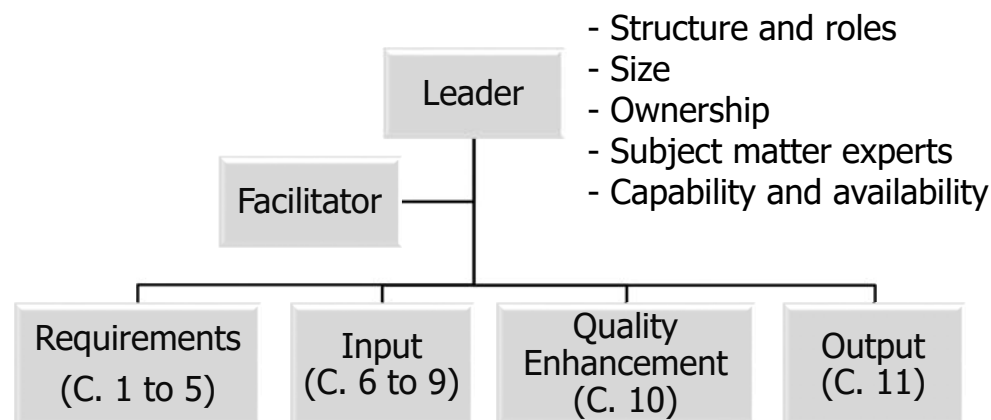 - Structure and roles
- Size
- Ownership
- Subject matter experts
- Capability and availability
Leader
Facilitator
Requirements
(C. 1 to 5)
Input
(C. 6 to 9)
Quality
Enhancement
(C. 10)
Output
(C. 11)